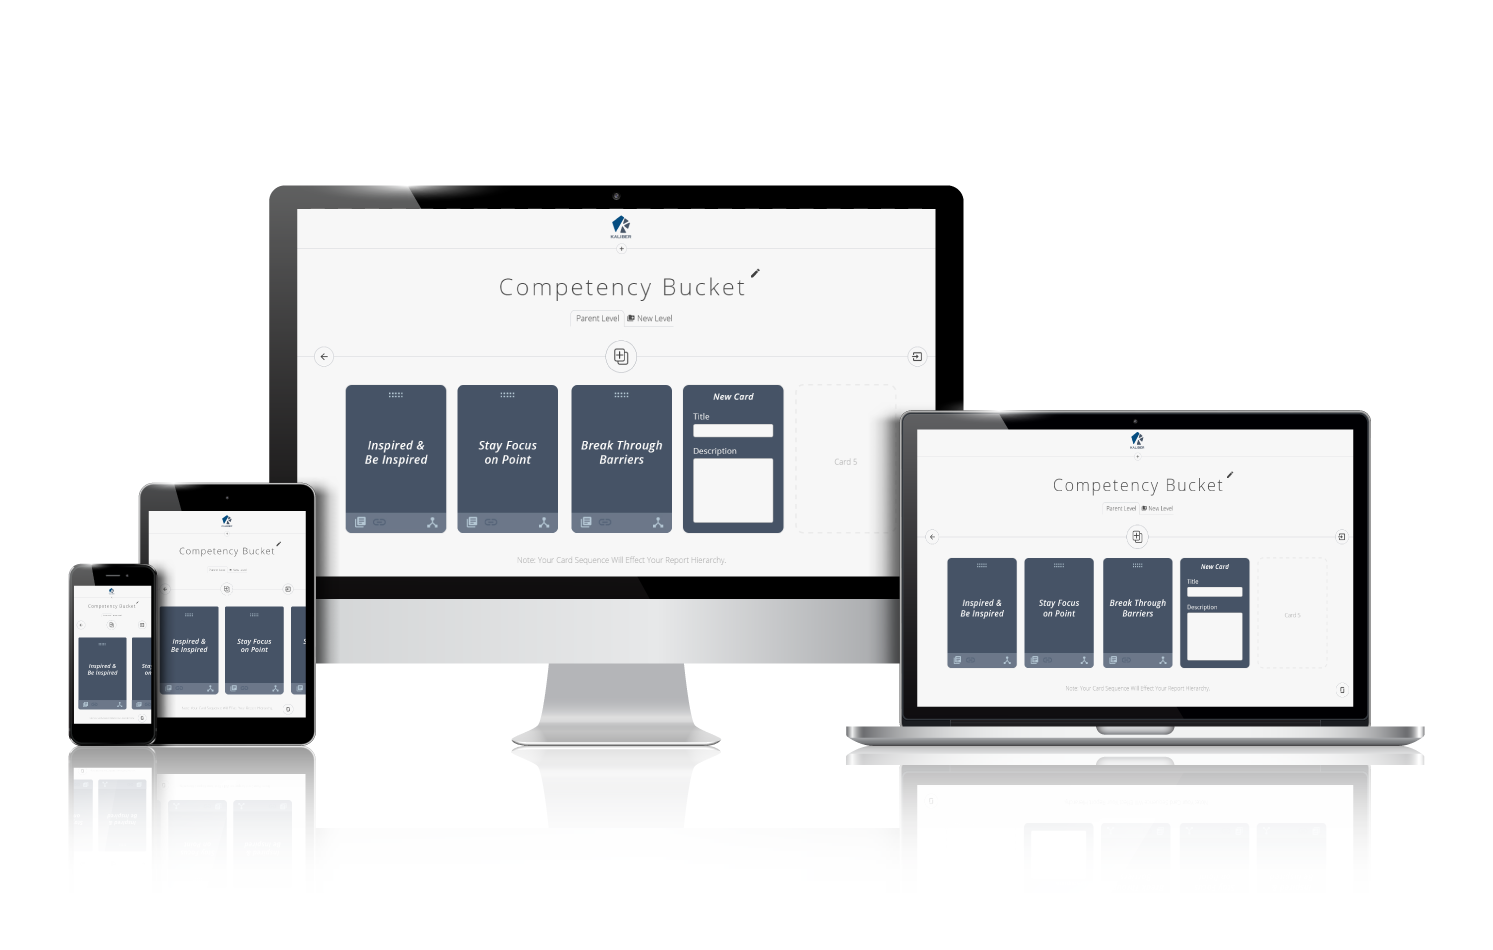 KALIBER
Competency Bucket
Parent Level
New Level
Inspired &
Be Inspired
Stay Focus
on Point
Break Through
Barriers
New Card
Title
Description
Card 5
Note: Your Card Sequence Will Effect Your Report Hierarchy.
KALIBER
Competency Bucket
Parent Level
New Level
Inspired &
Be Inspired
Stay Focus
on Point
Break Through
Barriers
New Card
Title
Description
Card 5
Note: Your Card Sequence Will Effect Your Report Hierarchy.
Competency Bucket
Inspired &
Be Inspired
Stay Focus
on Point
S
Competency Bucket
Inspired &
Be Inspired
Stay
on